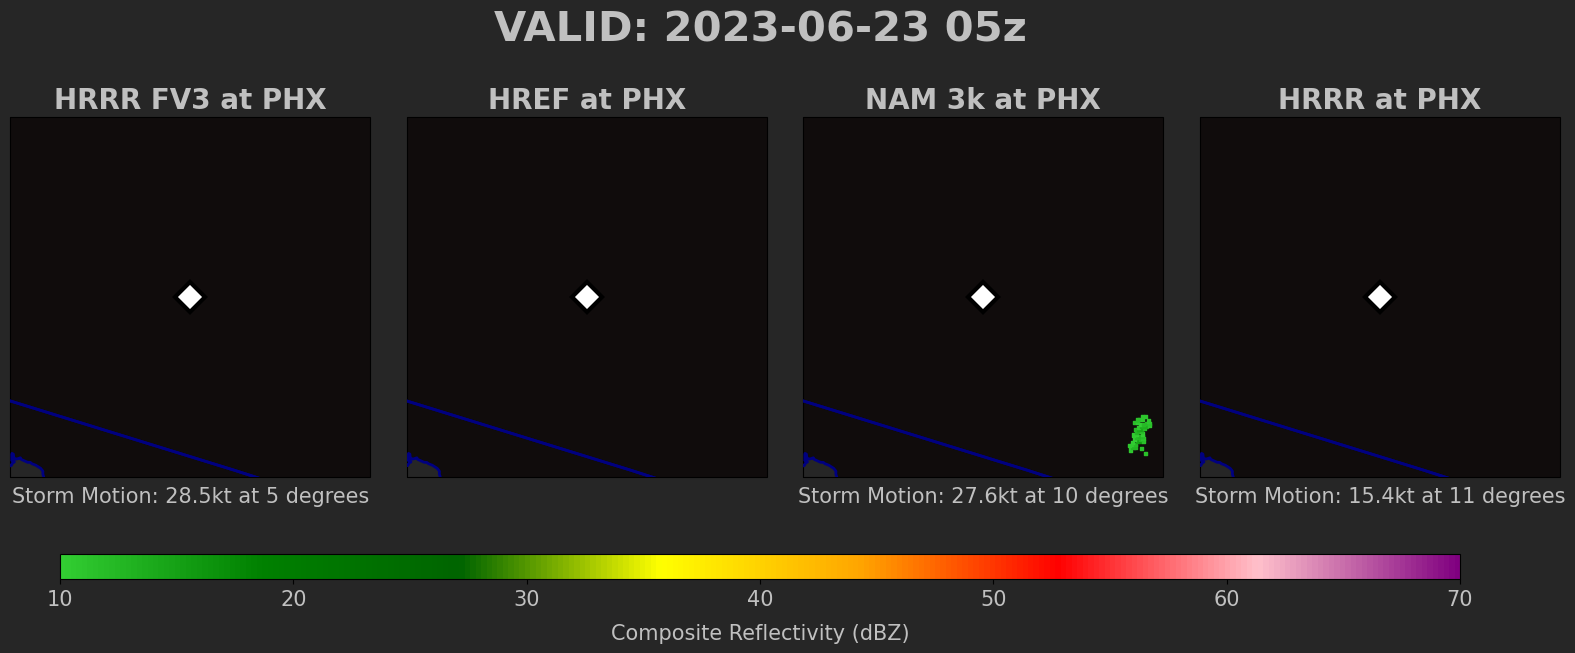 VALID: 2023-06-23 05z
HRRR FV3 at PHX
HREF at PHX
NAM 3k at PHX
HRRR at PHX
Storm Motion: 28.5kt at 5 degrees
Storm Motion: 27.6kt at 10 degrees
Storm Motion: 15.4kt at 11 degrees
10 20 30 40 50 60 70
Composite Reflectivity (dBZ)